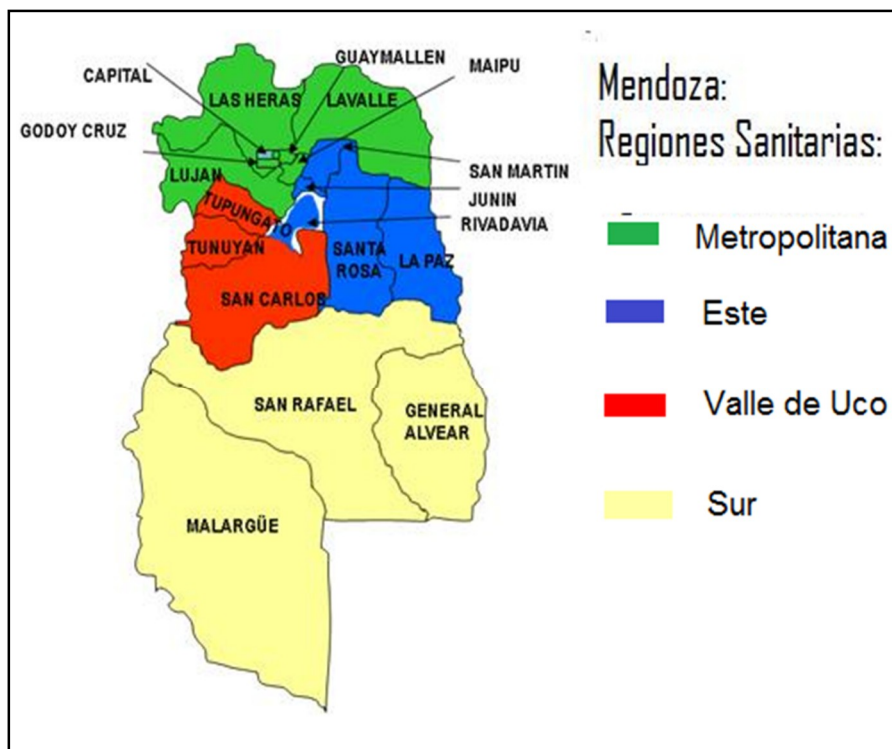 Mendoza:
Regiones Sanitarias:
GUAYMALLEN
CAPITAL
MAIPU
LAS HERAS
LAVALLE
GODOY CRUZ
LUJAN
SAN MARTIN
JUNIN
RIVADAVIA
TUPUNGATO
TUNUYAN
SANTA
ROSA
LA PAZ
SAN CARLOS
SAN RAFAEL
GENERAL
ALVEAR
MALARGÜE
Metropolitana
Este
Valle de Uco
Sur